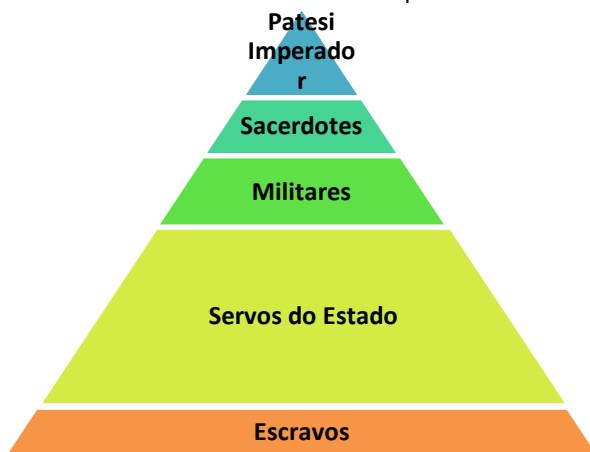 Patesi
Imperado
r
Sacerdotes
Militares
Servos do Estado
Escravos